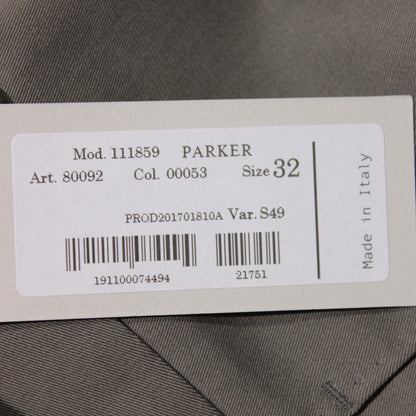 Mod. 111859 PARKER
Art. 80092 Col. 00053 Size 32
PROD201701810A Var. S49
191100074494 21751
Made in Italy